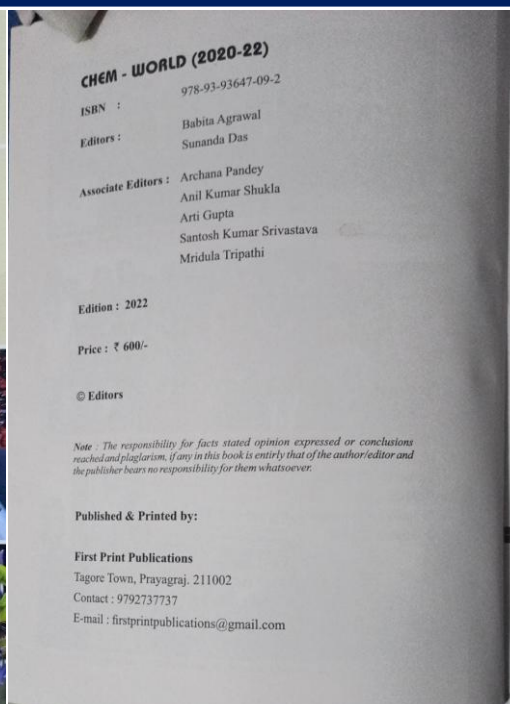 CHEM - WORLD (2020-22)
ISBN : 978-93-93647-09-2
Editors : Babita Agrawal
Sunanda Das
Associate Editors : Archana Pandey
Anil Kumar Shukla
Arti Gupta
Santosh Kumar Srivastava
Mridula Tripathi
Edition : 2022
Price : ₹ 600/-
© Editors
Note : The responsibility for facts stated opinion expressed or conclusions
reached and plaglarism, if any in this book is entirly that of the author/editor and
the publisher bears no responsibility for them whatsoever.
Published & Printed by:
First Print Publications
Tagore Town, Prayagraj. 211002
Contact : 9792737737
E-mail : firstprintpublications@gmail.com